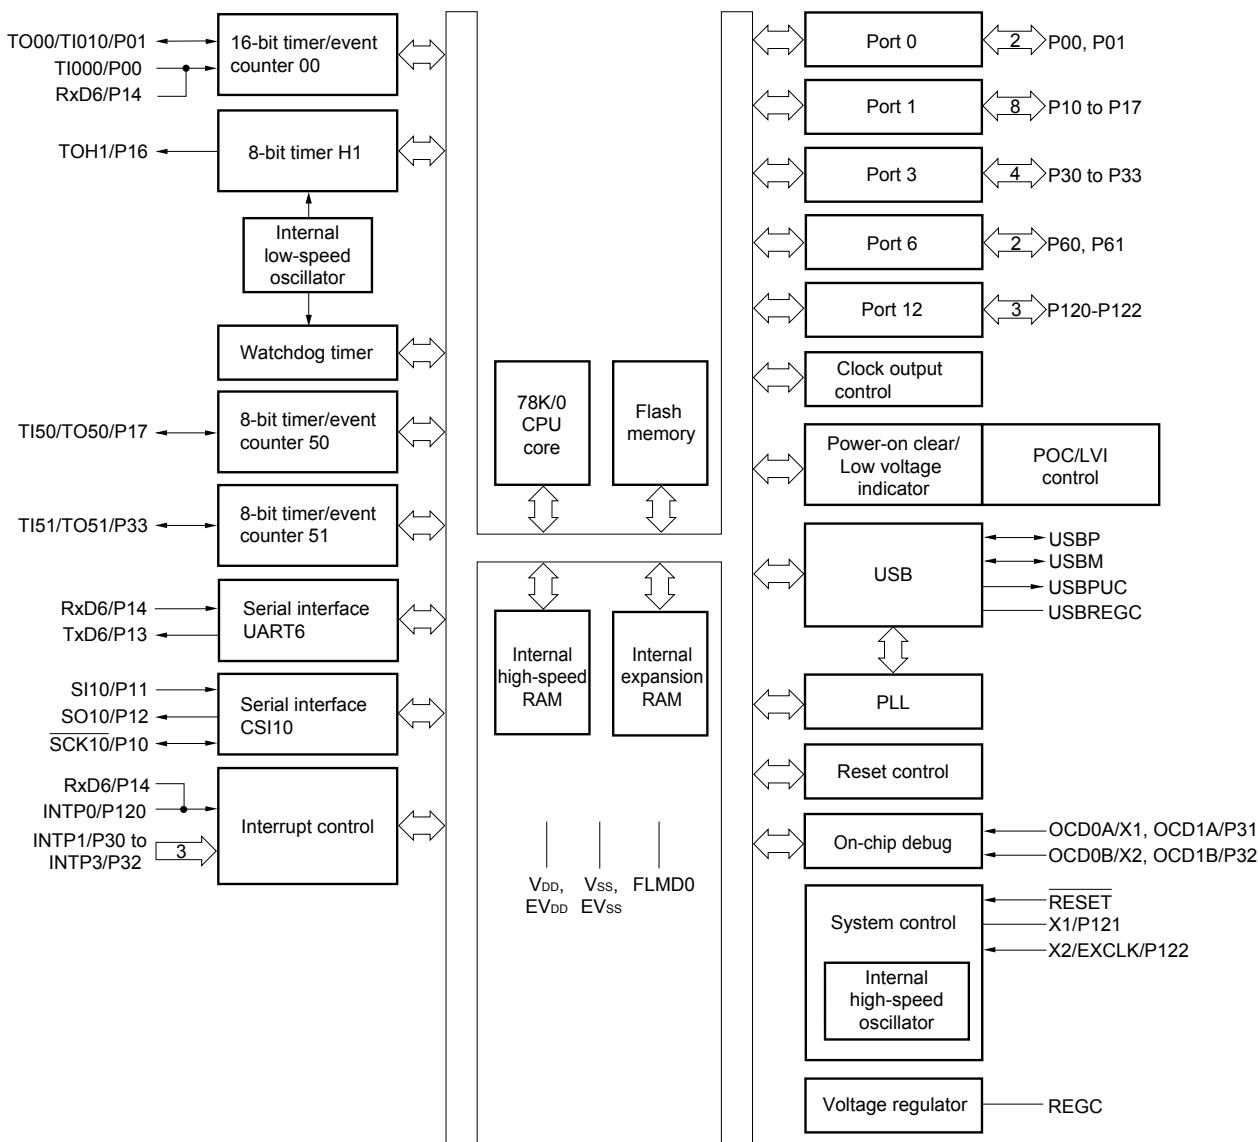 TO00/TI010/P01
TI000/P00
RxD6/P14
16-bit timer/event
counter 00
TOH1/P16
8-bit timer H1
Internal
low-speed
oscillator
Watchdog timer
TI50/TO50/P17
8-bit timer/event
counter 50
TI51/TO51/P33
8-bit timer/event
counter 51
RxD6/P14
TxD6/P13
Serial interface
UART6
SI10/P11
SO10/P12
SCK10/P10
Serial interface
CSI10
RxD6/P14
INTP0/P120
INTP1/P30 to
INTP3/P32
3
Interrupt control
78K/0
CPU
core
Flash
memory
Internal
high-speed
RAM
Internal
expansion
RAM
VDD,
EVDD
VSS,
EVSS
FLMD0
Port 0
2
P00, P01
Port 1
8
P10 to P17
Port 3
4
P30 to P33
Port 6
2
P60, P61
Port 12
3
P120-P122
Clock output
control
Power-on clear/
Low voltage
indicator
POC/LVI
control
USB
USBP
USBM
USBPUC
USBREGC
PLL
Reset control
On-chip debug
OCD0A/X1, OCD1A/P31
OCD0B/X2, OCD1B/P32
System control
RESET
X1/P121
X2/EXCLK/P122
Internal
high-speed
oscillator
Voltage regulator
REGC